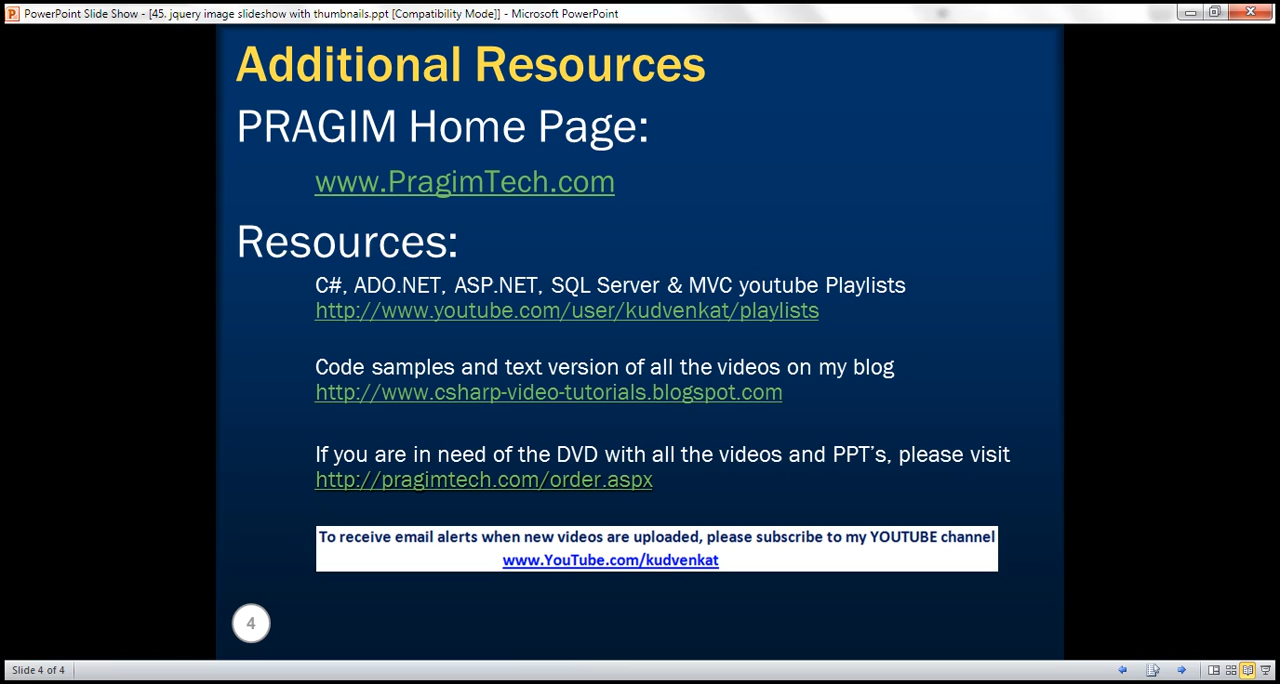 PowerPoint Slide Show - [45. jquery image slideshow with thumbnails.ppt [Compatibility Mode]] - Microsoft PowerPoint
Additional Resources
PRAGIM Home Page:
www.PragimTech.com
Resources:
C#, ADO.NET, ASP.NET, SQL Server & MVC youtube Playlists
http://www.youtube.com/user/kudvenkat/playlists
Code samples and text version of all the videos on my blog
http://www.csharp-video-tutorials.blogspot.com
If you are in need of the DVD with all the videos and PPT’s, please visit
http://pragimtech.com/order.aspx
To receive email alerts when new videos are uploaded, please subscribe to my YOUTUBE channel
www.YouTube.com/kudvenkat
4
Slide 4 of 4